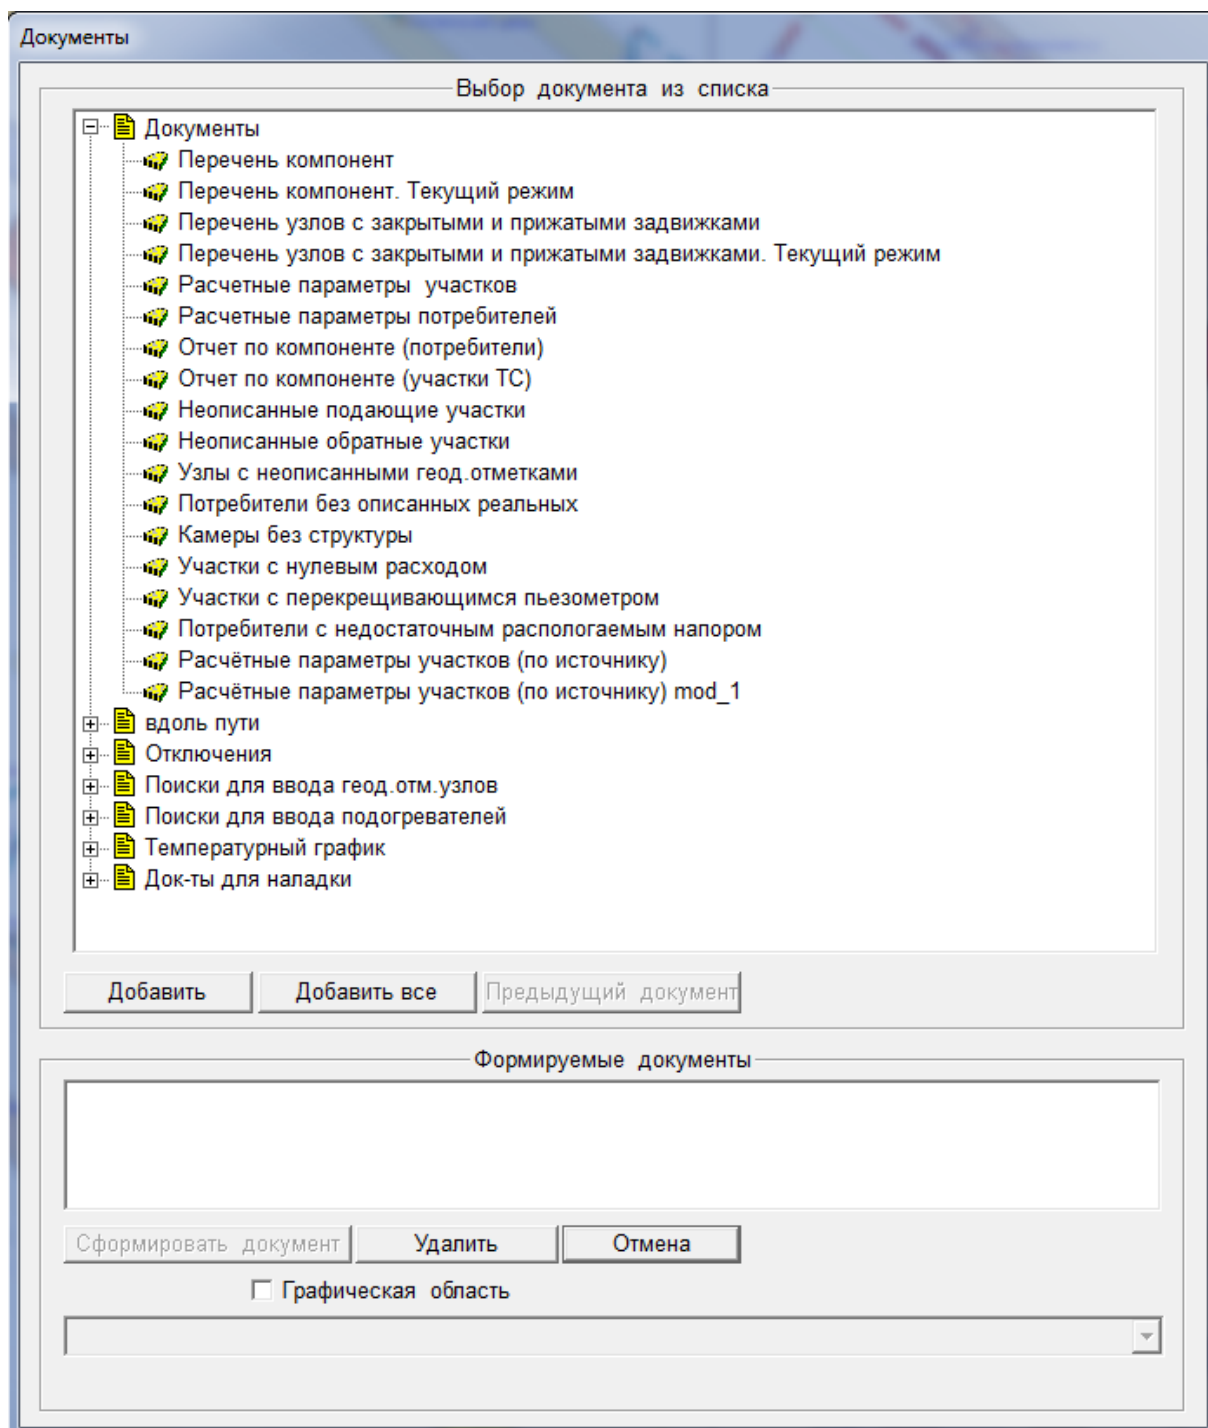 Документы
Выбор документа из списка
Документы
Перечень компонент
Перечень компонент. Текущий режим
Перечень узлов с закрытыми и прижатыми задвижками
Перечень узлов с закрытыми и прижатыми задвижками. Текущий режим
Расчетные параметры участков
Расчетные параметры потребителей
Отчет по компоненте (потребители)
Отчет по компоненте (участки ТС)
Неописанные подающие участки
Неописанные обратные участки
Узлы с неописанными геод.отметками
Потребители без описанных реальных
Камеры без структуры
Участки с нулевым расходом
Участки с перекрещивающимся пьезометром
Потребители с недостаточным распологаемым напором
Расчётные параметры участков (по источнику)
Расчётные параметры участков (по источнику) mod_1
вдоль пути
Отключения
Поиски для ввода геод.отм.узлов
Поиски для ввода подогревателей
Температурный график
Док-ты для наладки
Добавить Добавить все Предыдущий документ
Формируемые документы
Сформировать документ Удалить Отмена
Графическая область